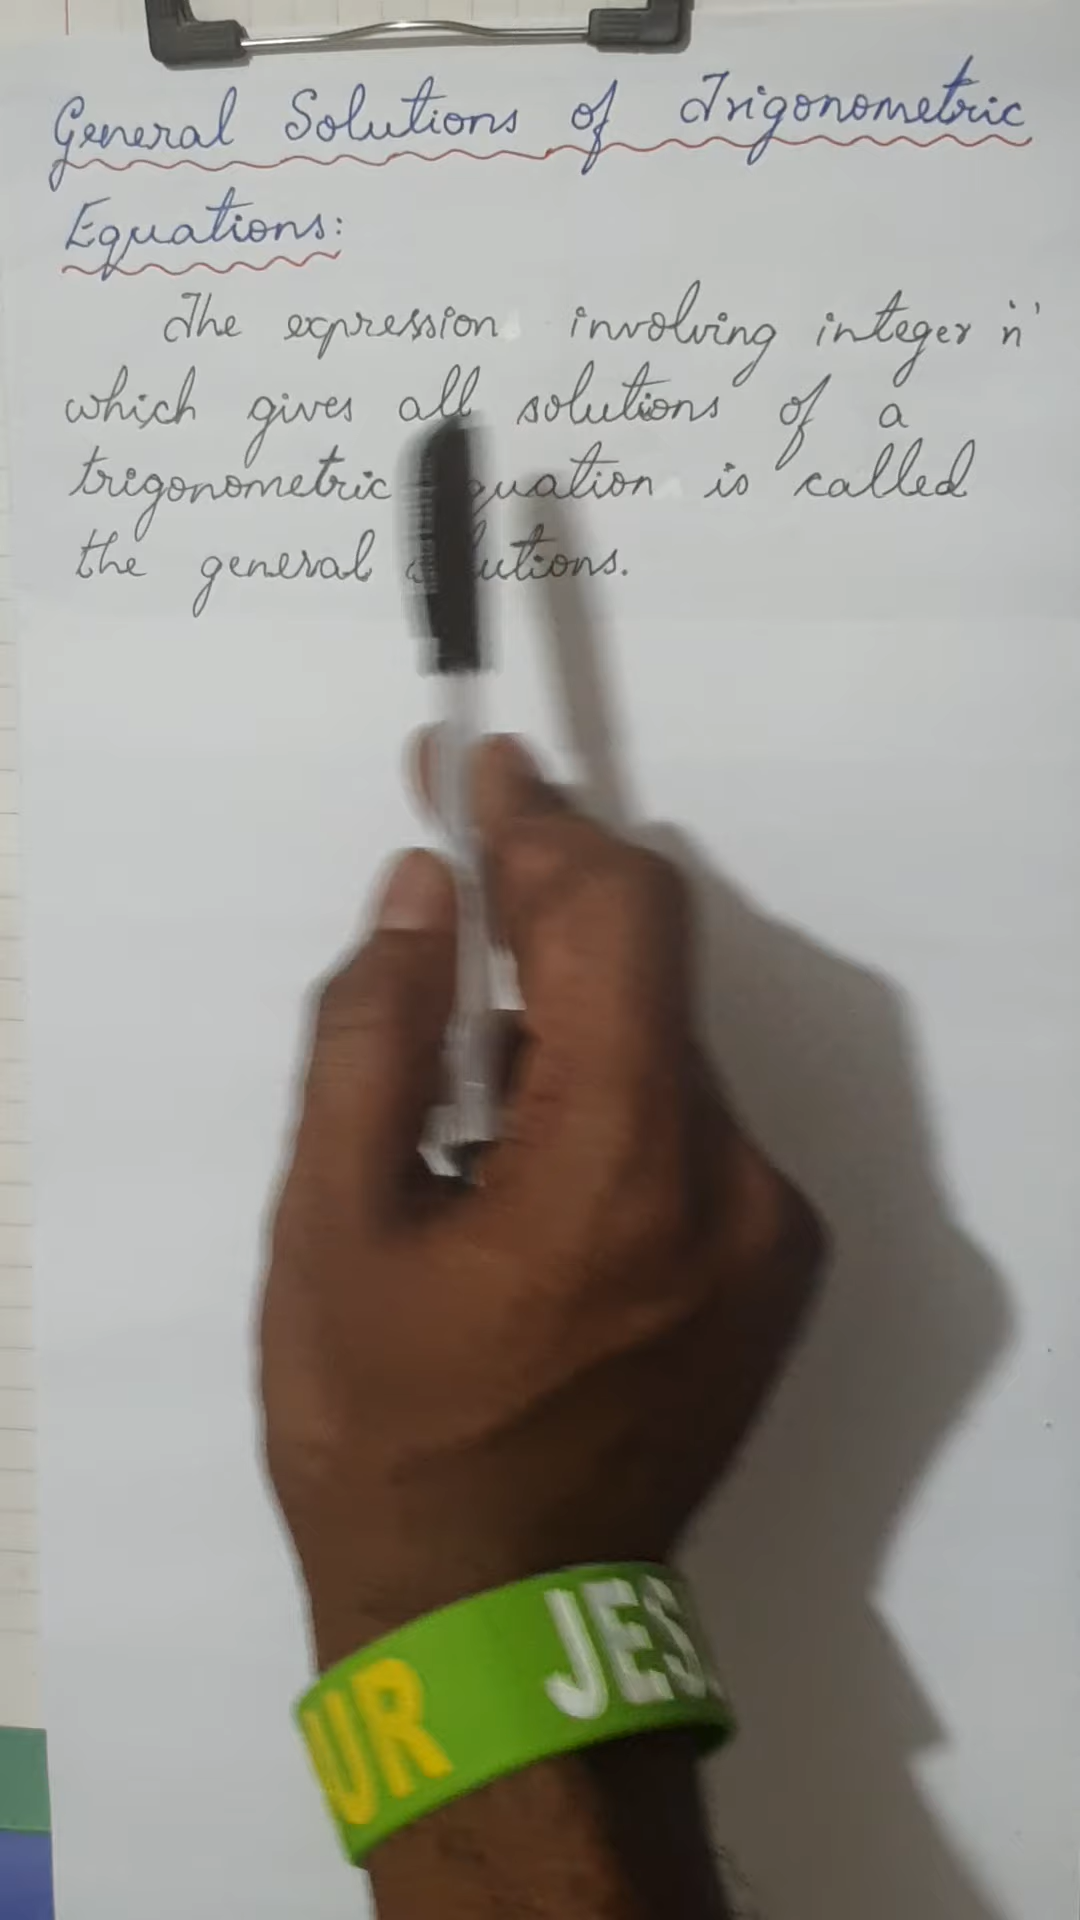 General Solutions of Trigonometric
Equations:
The expression involving integer 'n'
which gives all solutions of a
trigonometric equation is called
the general solutions.
UR JES